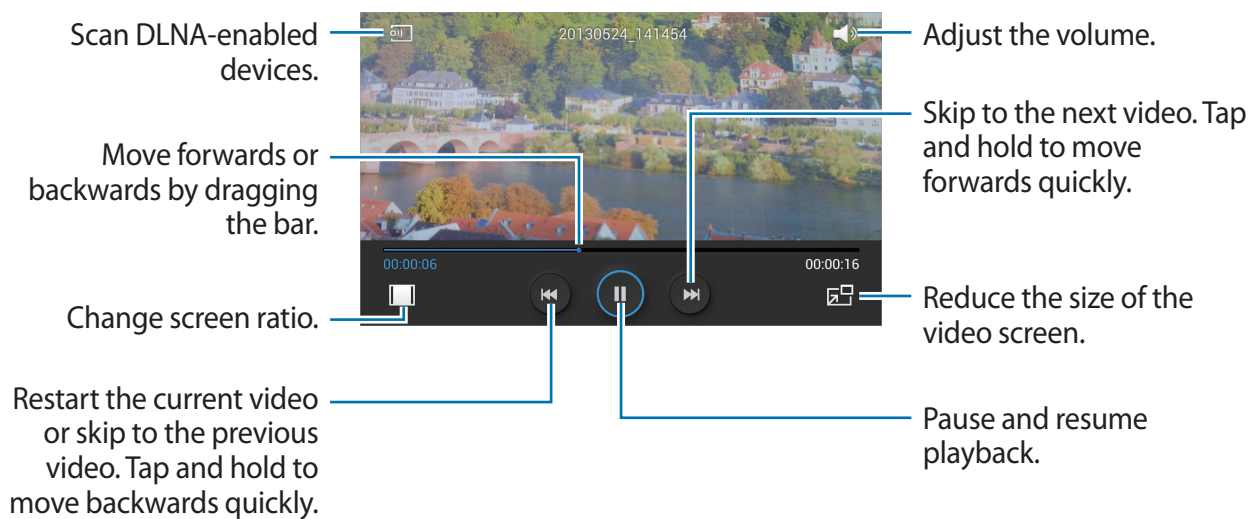 Scan DLNA-enabled
devices.
20130524_141454
Adjust the volume.
Skip to the next video. Tap
and hold to move
forwards quickly.
Move forwards or
backwards by dragging
the bar.
00:00:06
00:00:16
Change screen ratio.
Reduce the size of the
video screen.
Restart the current video
or skip to the previous
video. Tap and hold to
move backwards quickly.
Pause and resume
playback.